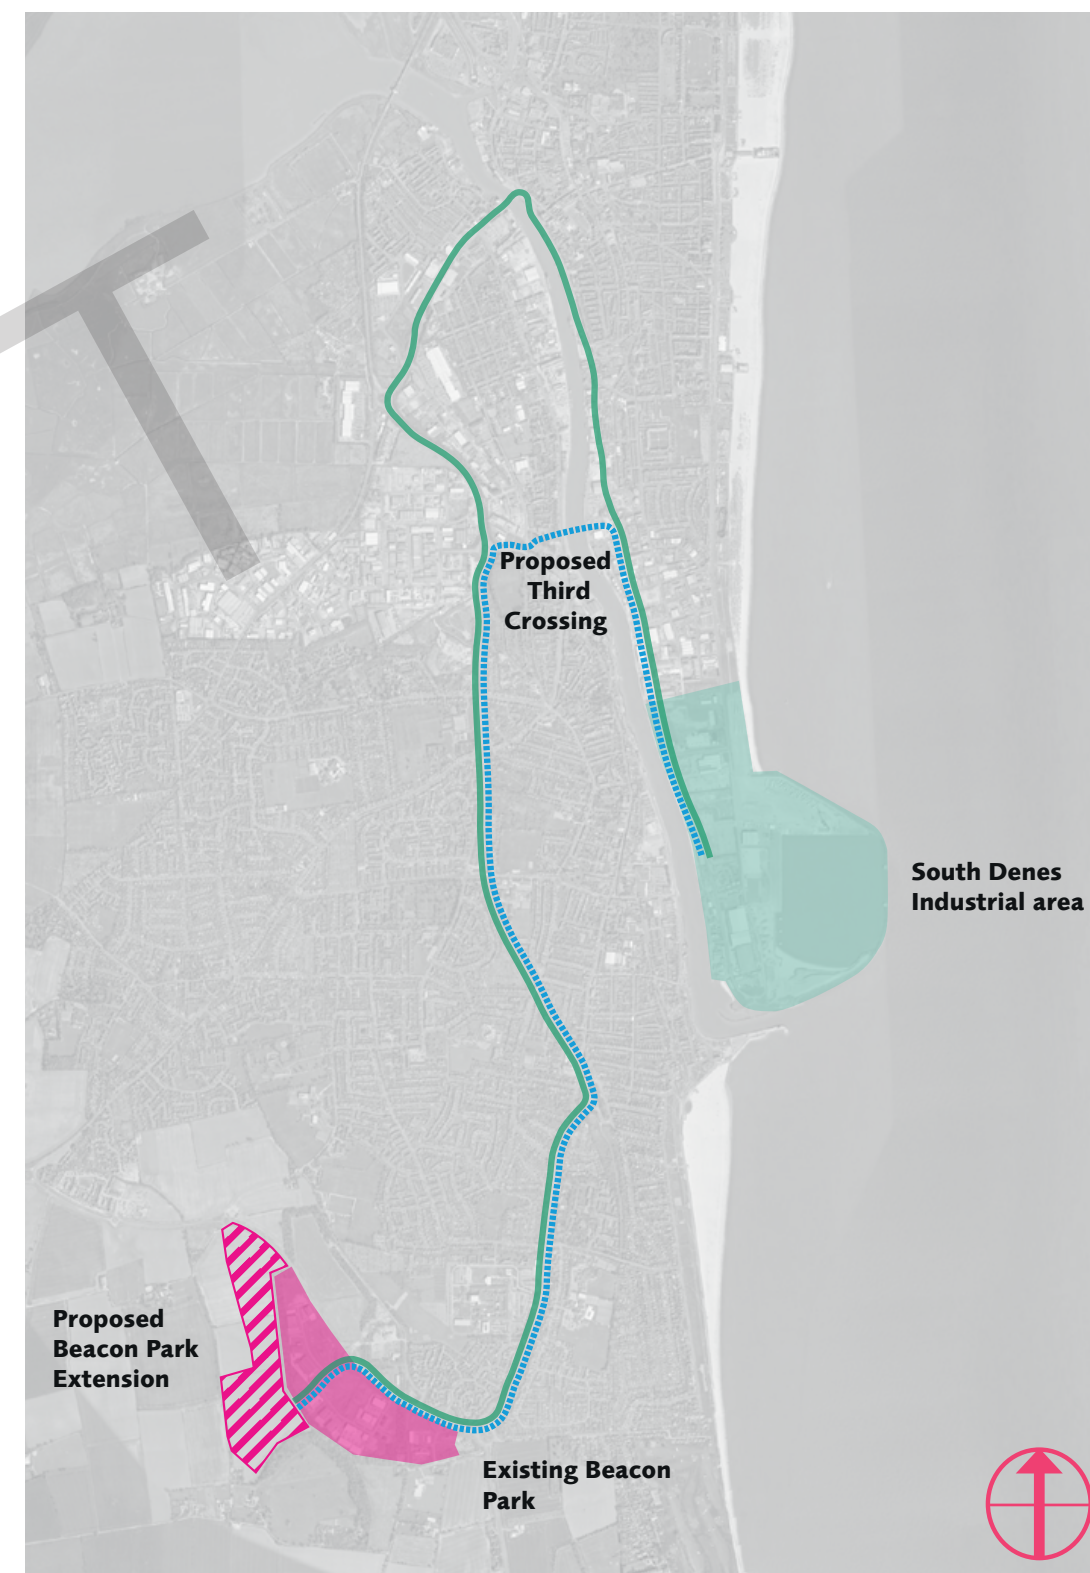 Proposed
Third
Crossing
South Denes
Industrial area
Proposed
Beacon Park
Extension
Existing Beacon
Park